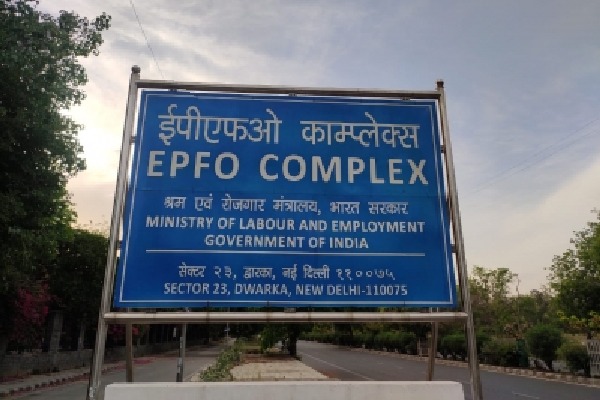 ईपीएफओ काम्प्लेक्स
EPFO COMPLEX
श्रम एवं रोजगार मंत्रालय, भारत सरकार
MINISTRY OF LABOUR AND EMPLOYMENT
GOVERNMENT OF INDIA
सेक्टर २३, द्वारका, नई दिल्ली ११००७५
SECTOR 23, DWARKA, NEW DELHI-110075